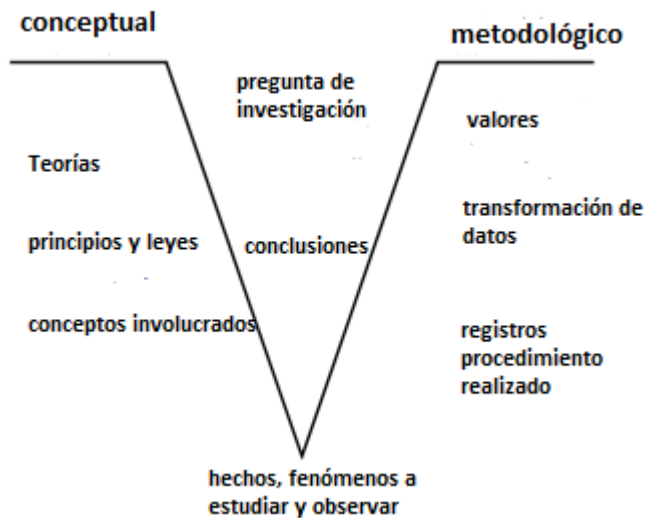 conceptual
metodológico
pregunta de
investigación
valores
Teorías
transformación de
datos
principios y leyes
conclusiones
conceptos involucrados
registros
procedimiento
realizado
hechos, fenómenos a
estudiar y observar